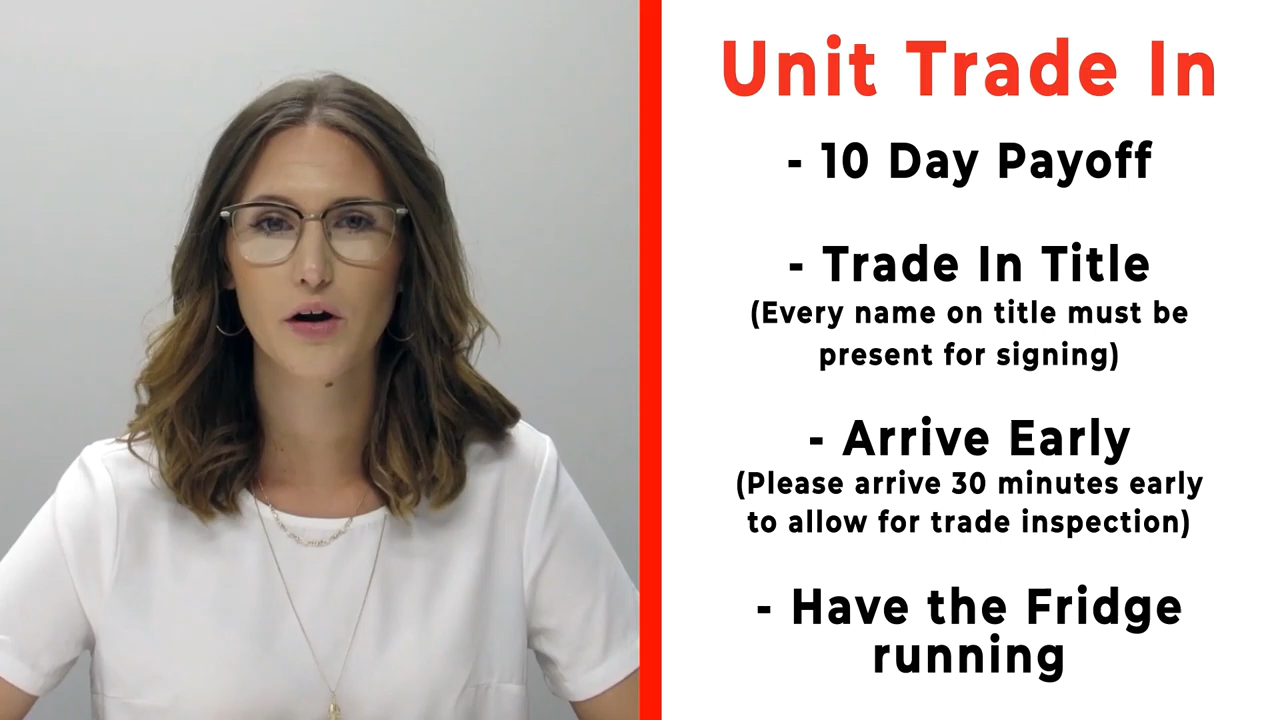 Unit Trade In
- 10 Day Payoff
- Trade In Title
(Every name on title must be
present for signing)
- Arrive Early
(Please arrive 30 minutes early
to allow for trade inspection)
- Have the Fridge
running